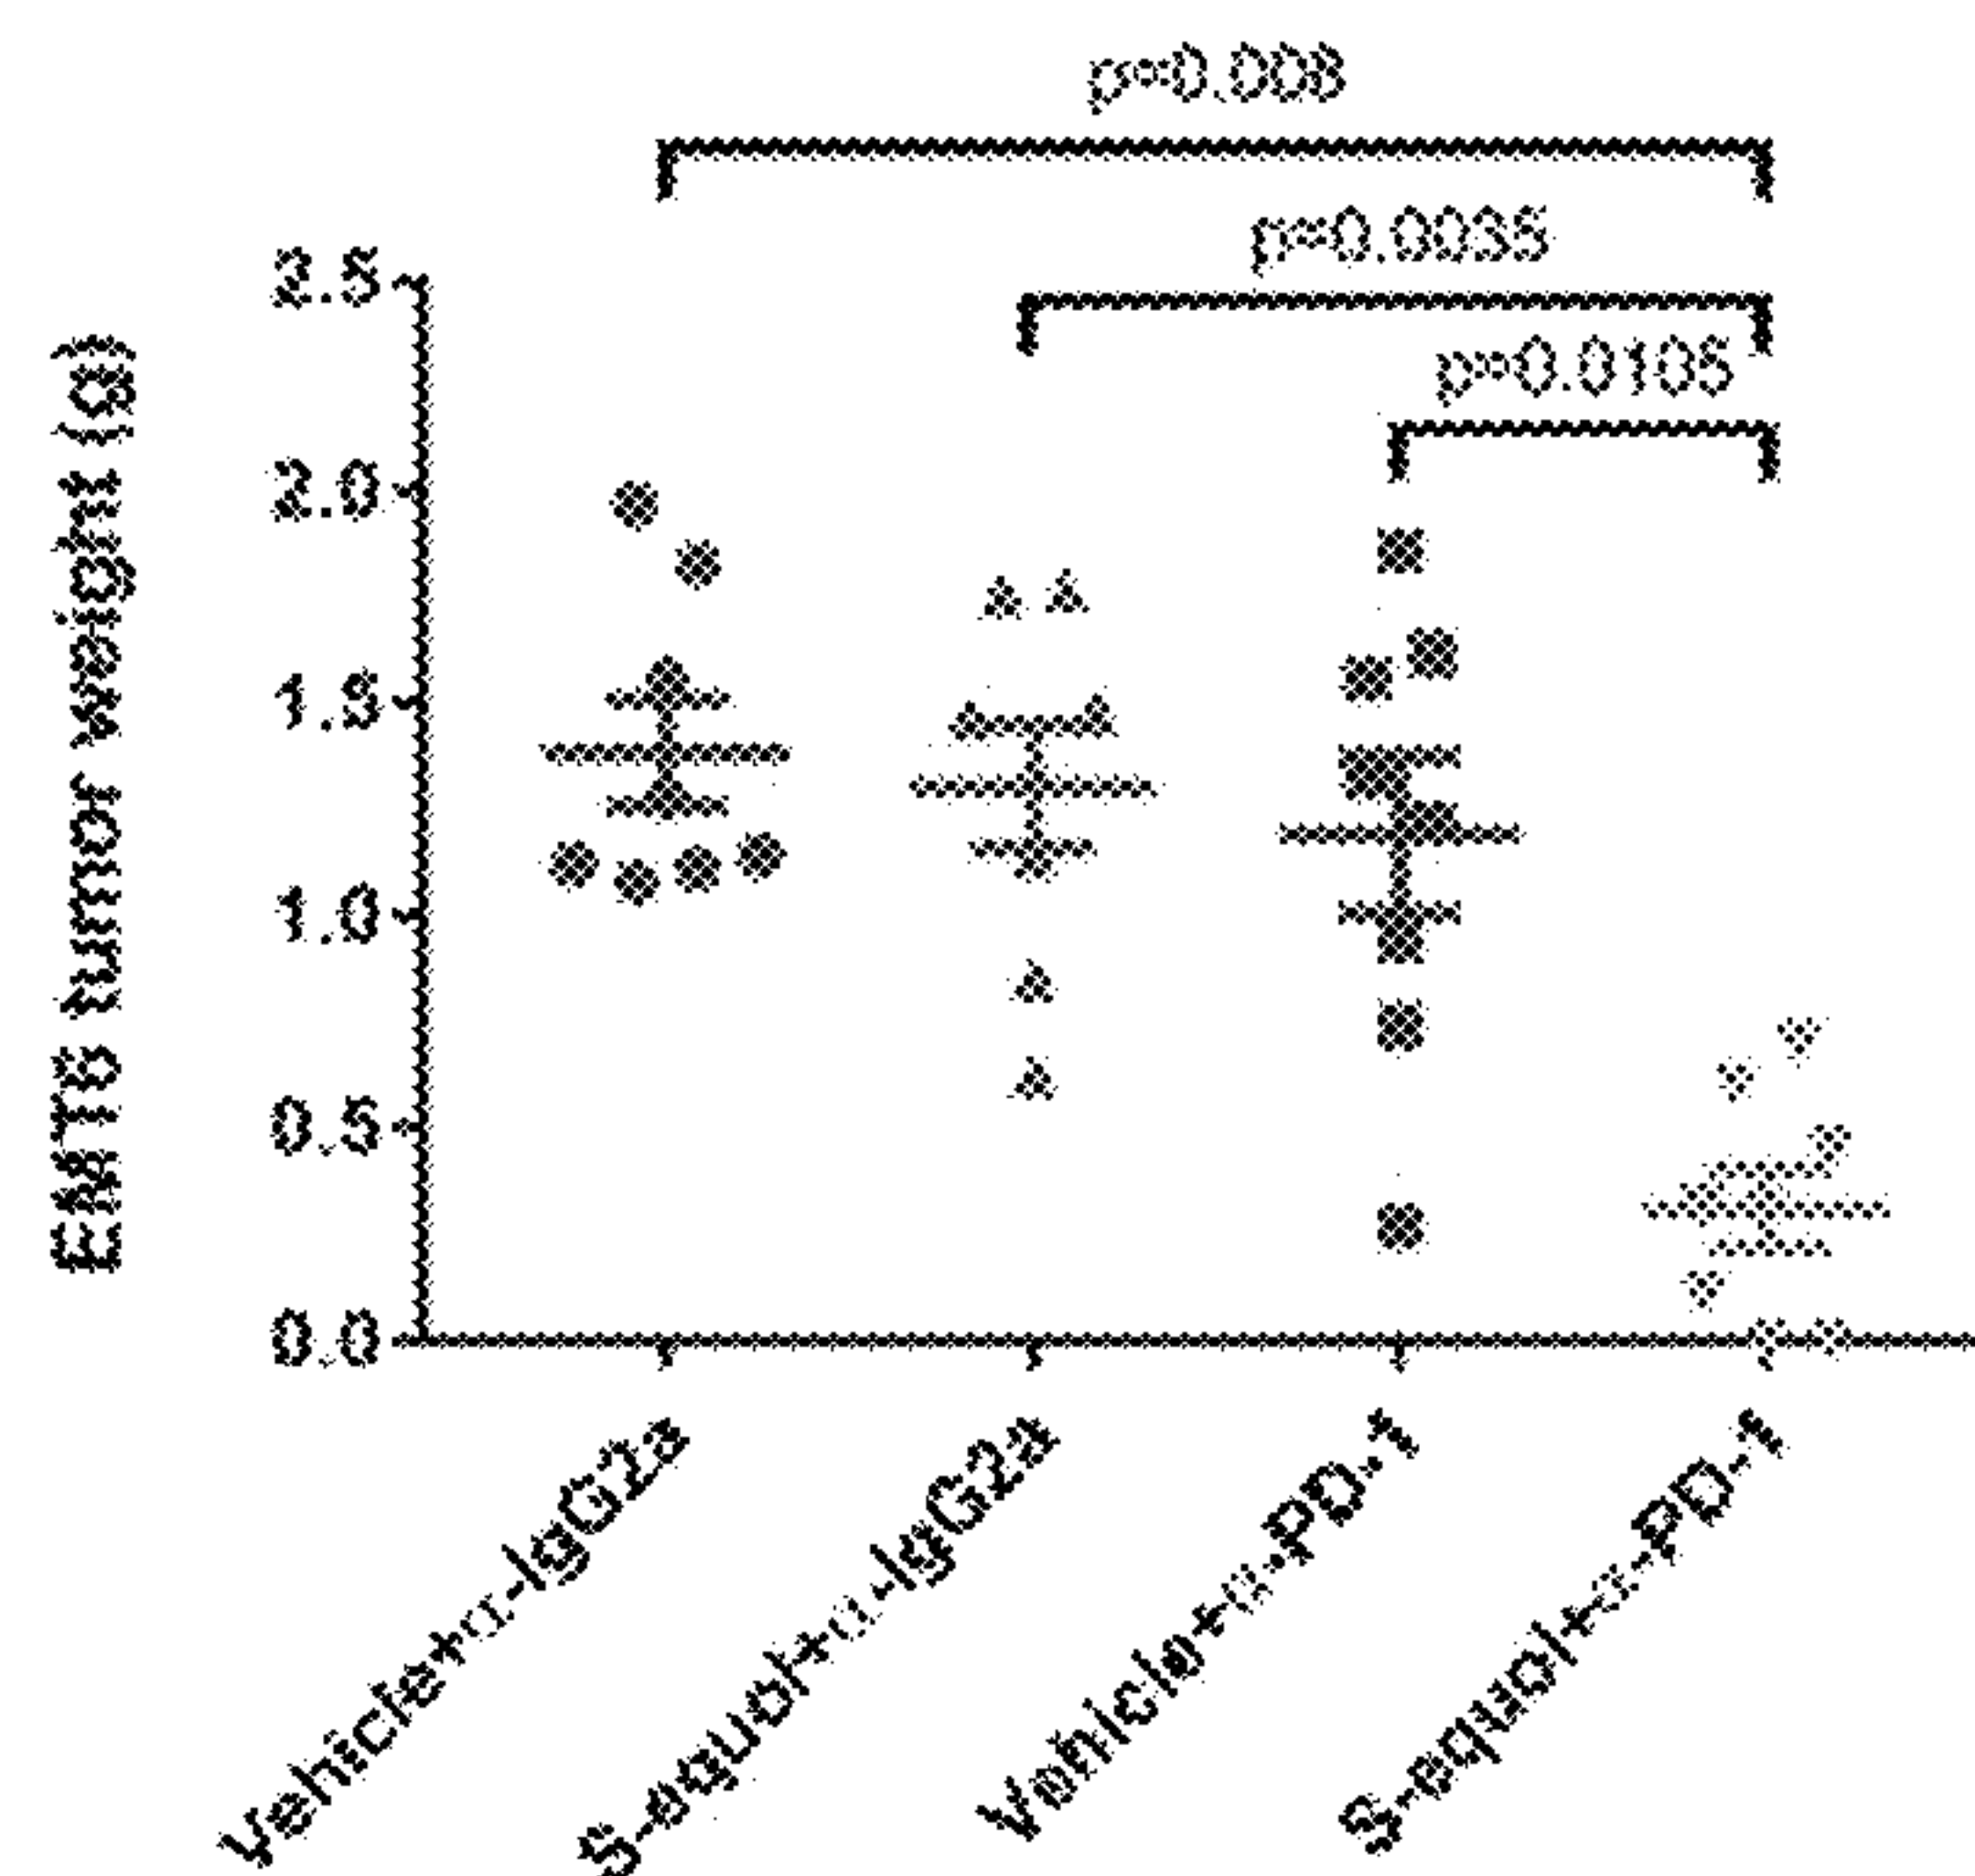 p=0.008
p=0.0035
p=0.0105
EMT6 tumor weight (g)
2.5
2.0
1.5
1.0
0.5
0.0
Vehicle+α-IgG2a
S-equol+α-IgG2a
Vehicle+α-PD-1
S-equol+α-PD-1